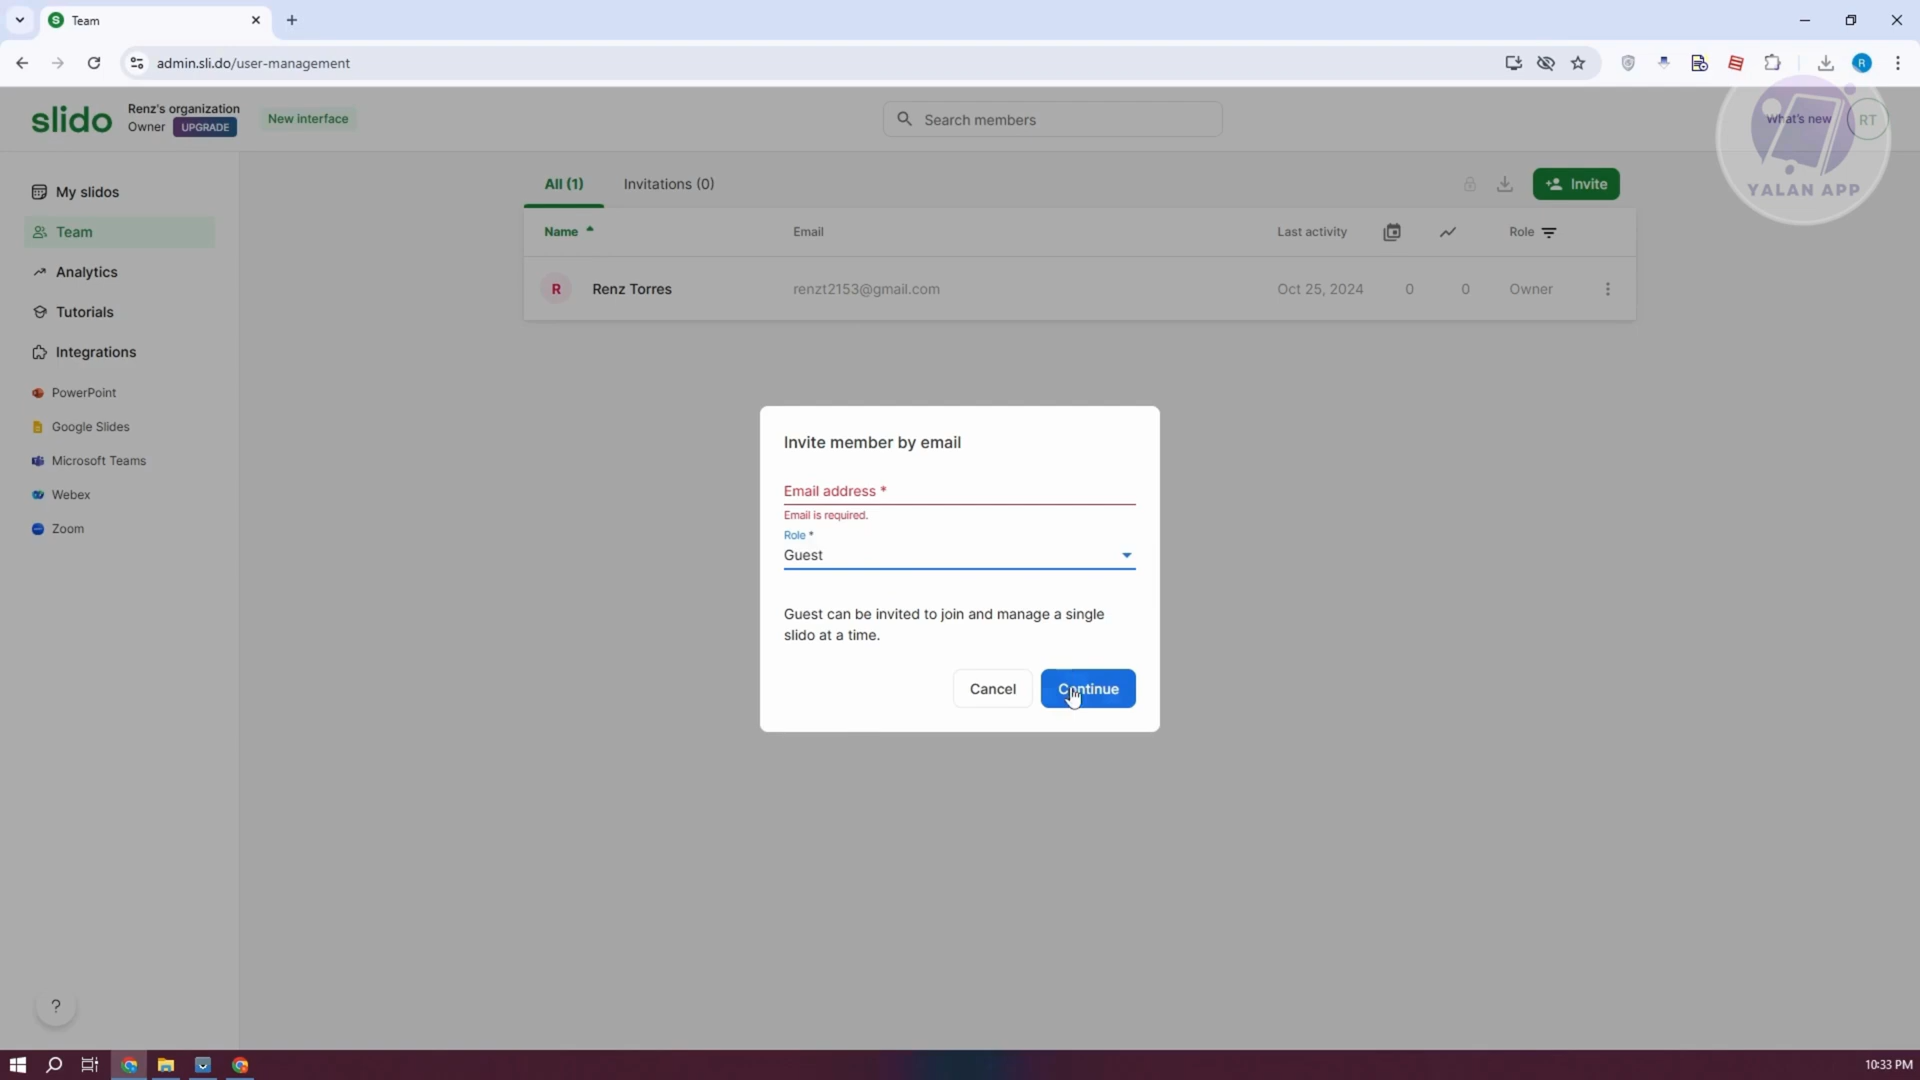 Team
admin.sli.do/user-management
R
slido
Renz's organization
Owner UPGRADE
New interface
Search members
What's new
RT
YALAN APP
My slidos
Team
Analytics
Tutorials
Integrations
PowerPoint
Google Slides
Microsoft Teams
Webex
Zoom
All (1) Invitations (0)
Invite
Name Email Last activity Role
R Renz Torres renzt2153@gmail.com Oct 25, 2024 0 0 Owner
Invite member by email
Email address *
Email is required.
Role *
Guest
Guest can be invited to join and manage a single
slido at a time.
Cancel Continue
?
10:33 PM